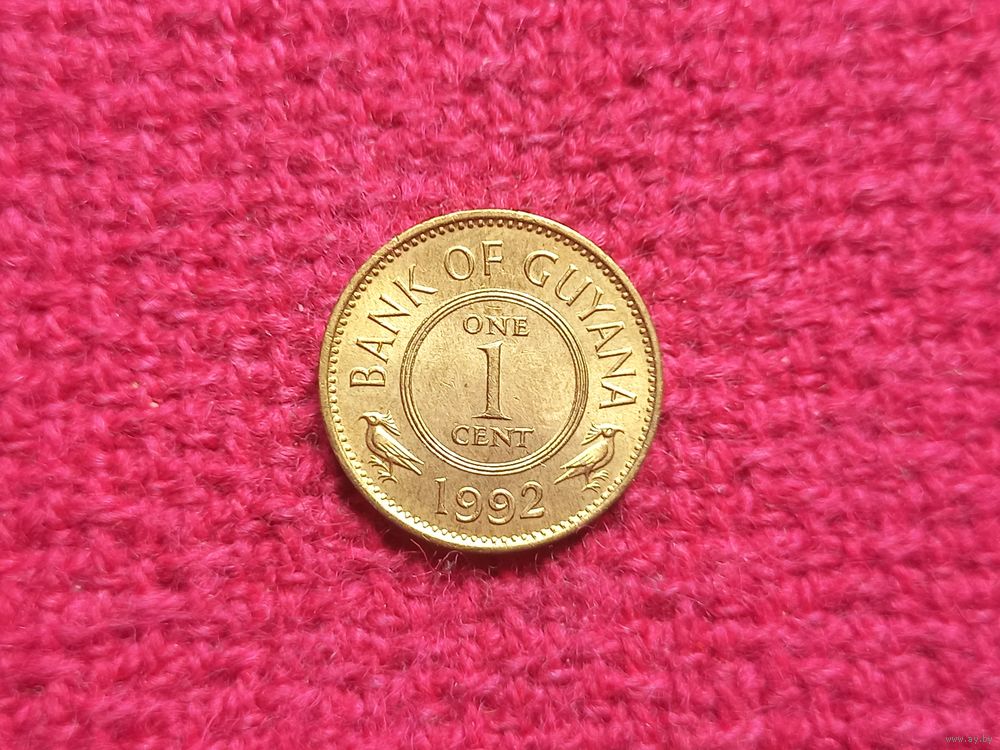 BANK OF GUYANA
ONE
1
CENT
1992
www.ay.by